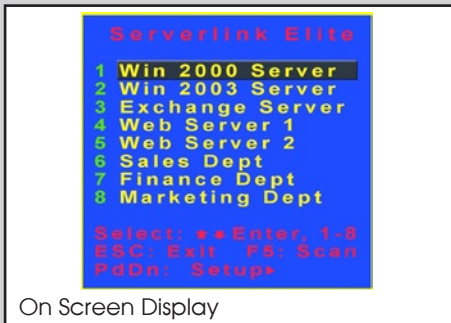 Serverlink Elite
1 Win 2000 Server
2 Win 2003 Server
3 Exchange Server
4 Web Server 1
5 Web Server 2
6 Sales Dept
7 Finance Dept
8 Marketing Dept
Select: ↑↓Enter, 1-8
ESC: Exit F5: Scan
PdDn: Setup▸
On Screen Display